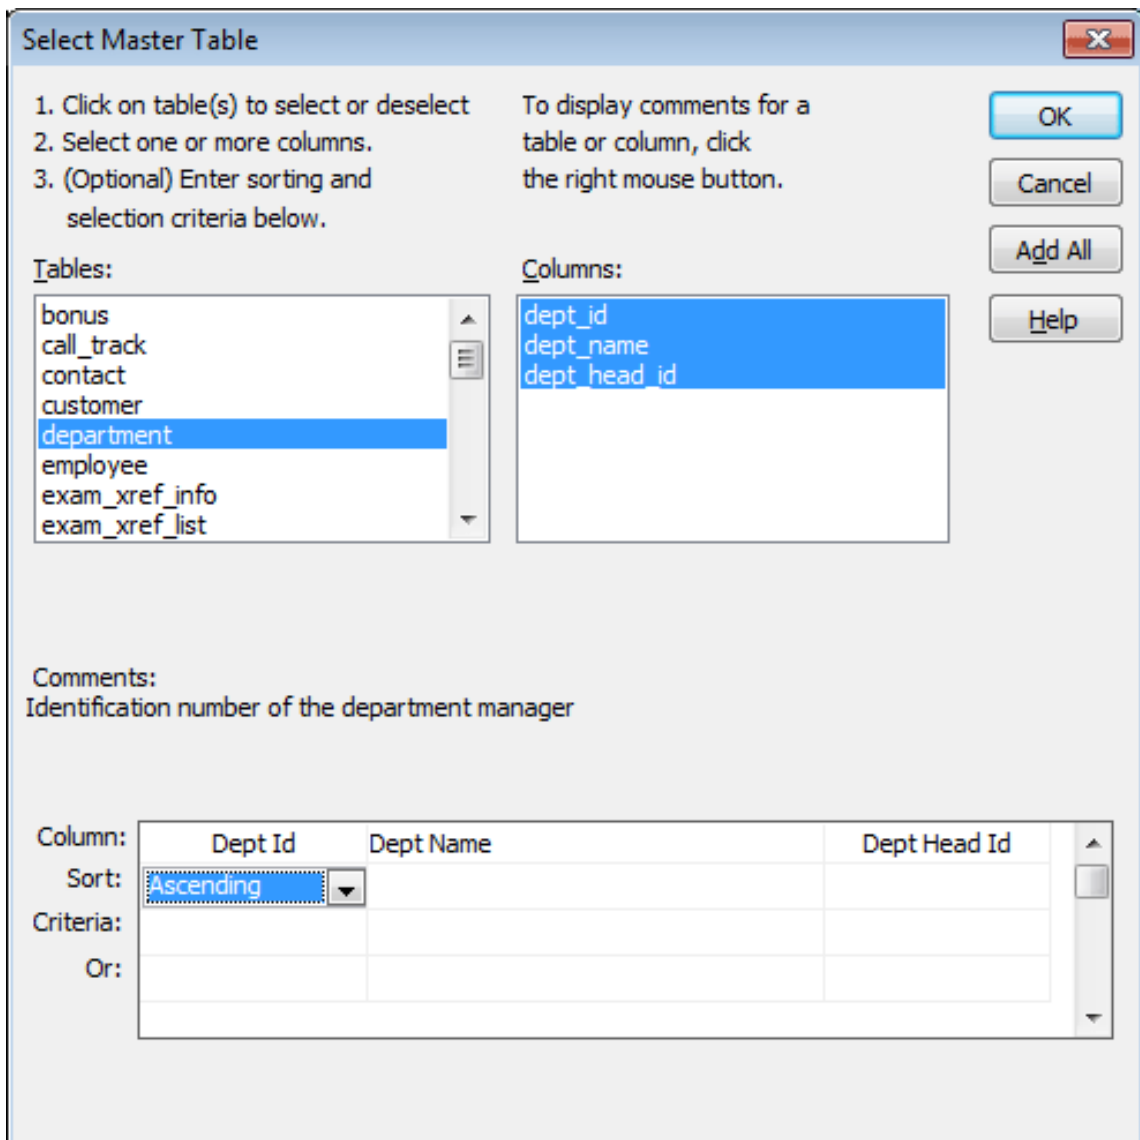 Select Master Table
1. Click on table(s) to select or deselect
2. Select one or more columns.
3. (Optional) Enter sorting and
selection criteria below.
To display comments for a
table or column, click
the right mouse button.
OK
Cancel
Add All
Help
Tables:
bonus
call_track
contact
customer
department
employee
exam_xref_info
exam_xref_list
Columns:
dept_id
dept_name
dept_head_id
Comments:
Identification number of the department manager
Column: Dept Id Dept Name Dept Head Id
Sort: Ascending
Criteria:
Or: